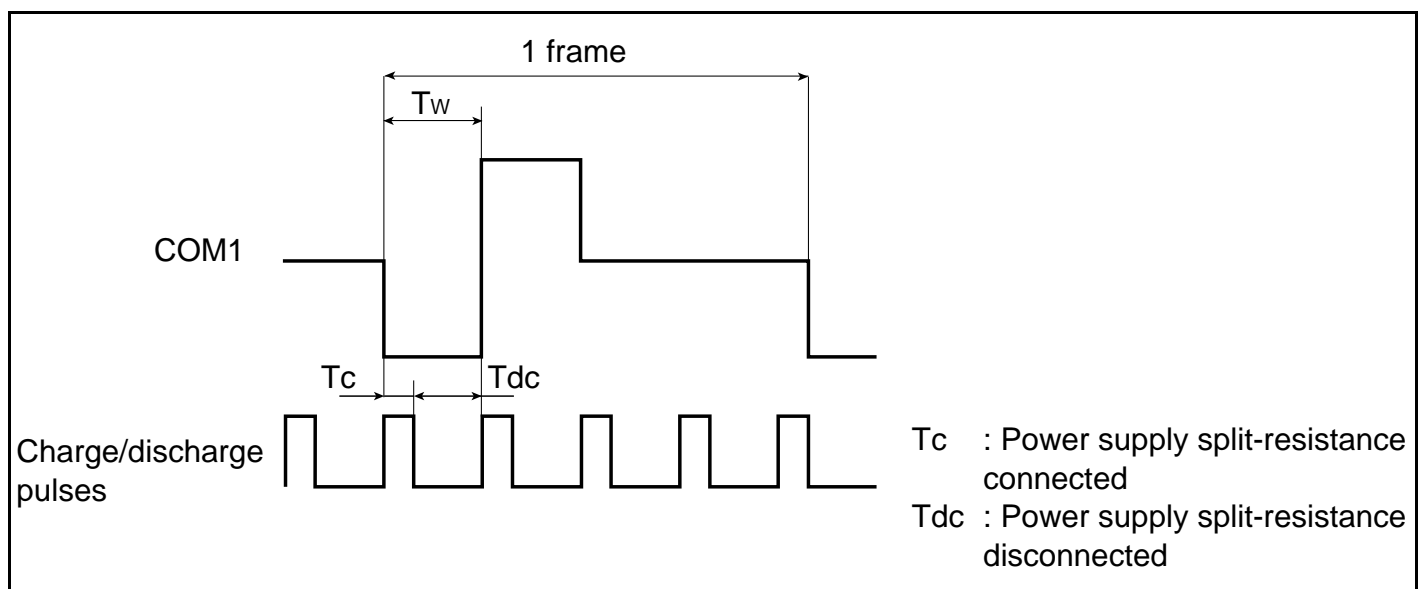 1 frame
Tw
COM1
Tc
Tdc
Charge/discharge
pulses
Tc : Power supply split-resistance
connected
Tdc : Power supply split-resistance
disconnected